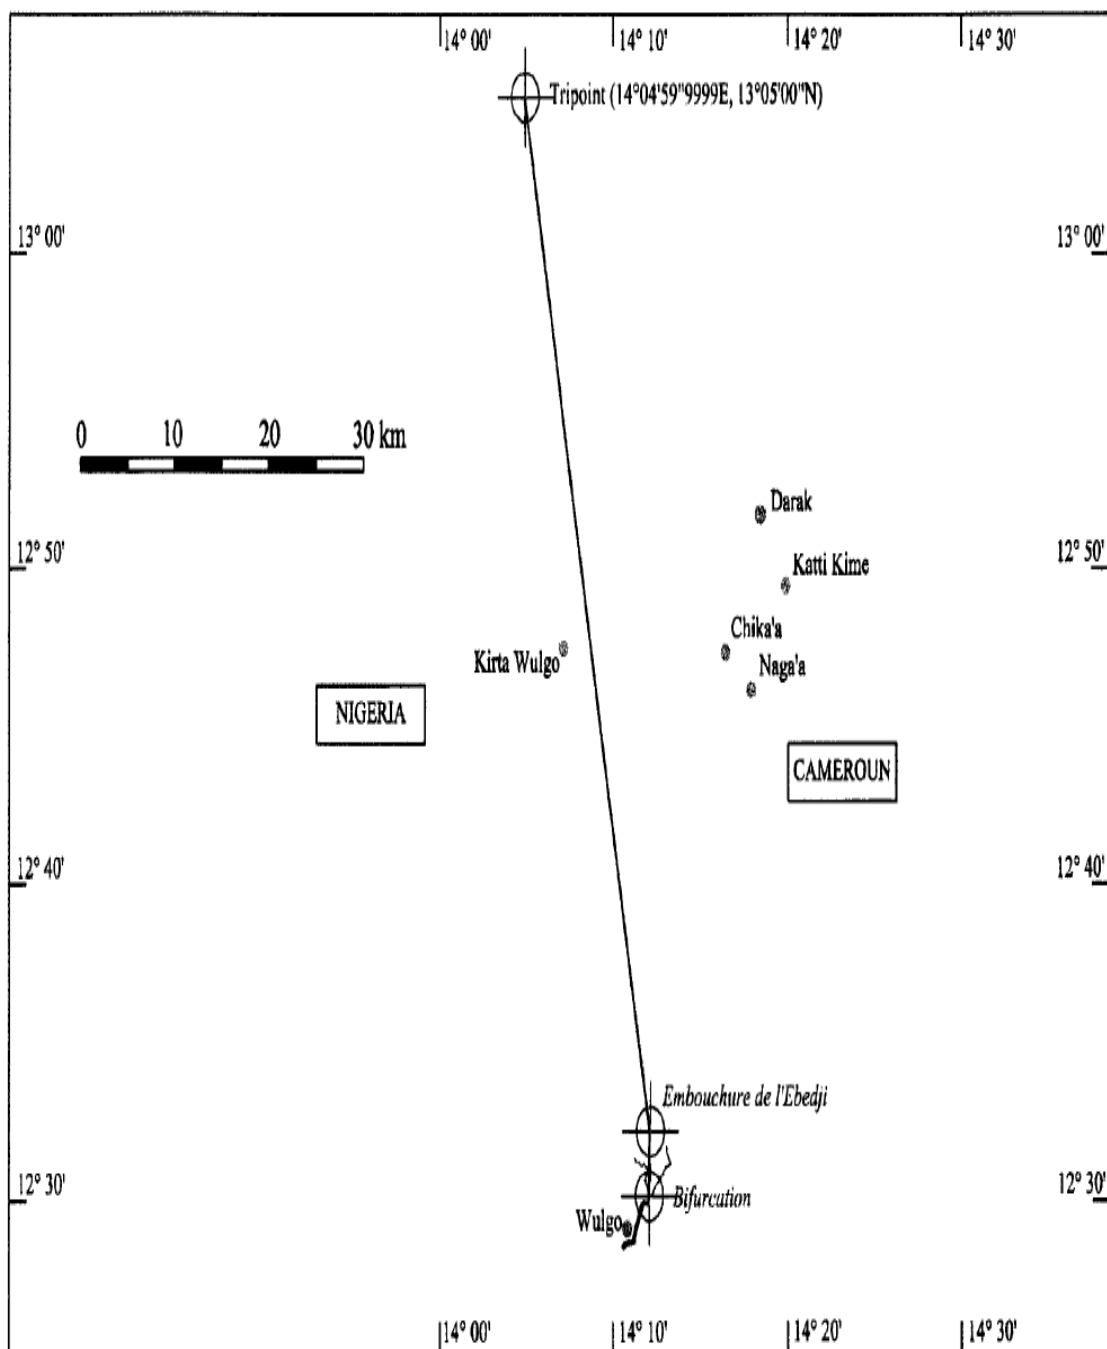 14° 00' 14° 10' 14° 20' 14° 30'
Tripoint (14°04'59"9999E, 13°05'00"N)
13° 00' 13° 00'
0 10 20 30 km
Darak
12° 50' 12° 50'
Katti Kime
Chika'a
Kirta Wulgo
Naga'a
NIGERIA
CAMEROUN
12° 40' 12° 40'
Embouchure de l'Ebedji
12° 30' 12° 30'
Bifurcation
Wulgo
14° 00' 14° 10' 14° 20' 14° 30'